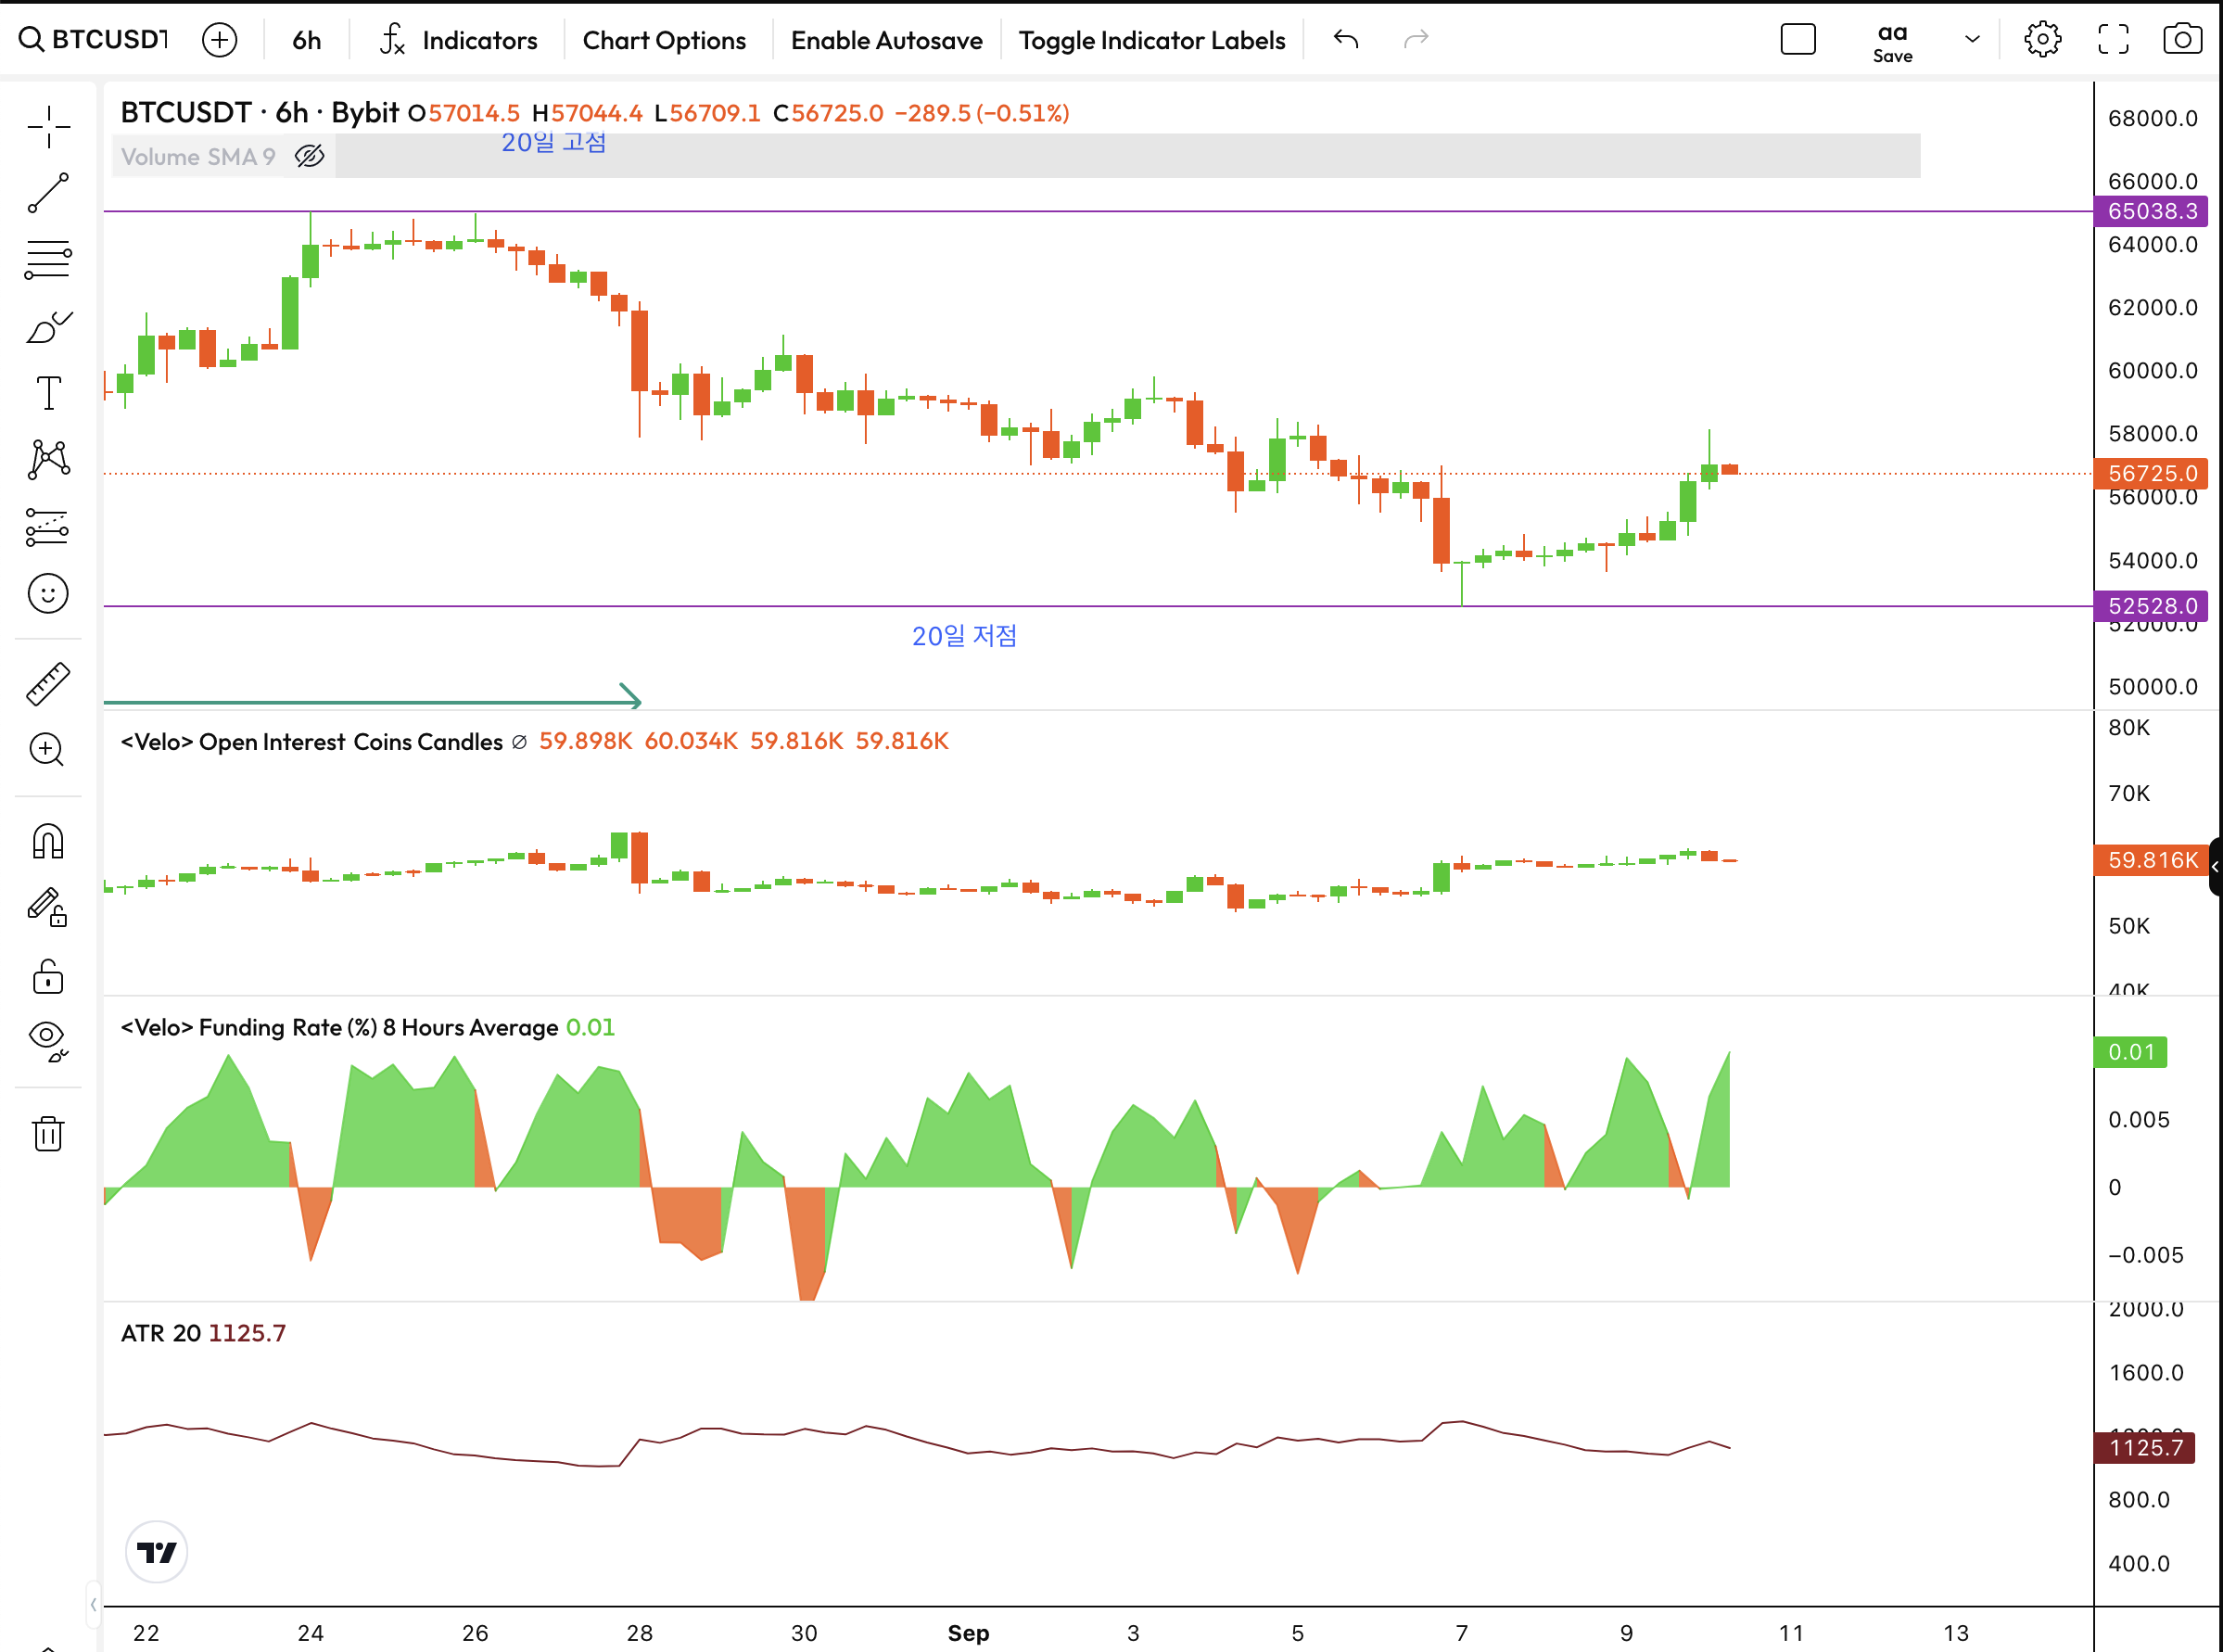 BTCUSDT 6h Indicators Chart Options Enable Autosave Toggle Indicator Labels aa
Save
BTCUSDT · 6h · Bybit O57014.5 H57044.4 L56709.1 C56725.0 −289.5 (−0.51%)
20일 고점
Volume SMA 9
68000.0
66000.0
65038.3
64000.0
62000.0
60000.0
58000.0
56725.0
56000.0
54000.0
52528.0
52000.0
20일 저점
50000.0
<Velo> Open Interest Coins Candles ∅ 59.898K 60.034K 59.816K 59.816K
80K
70K
59.816K
50K
40K
<Velo> Funding Rate (%) 8 Hours Average 0.01
0.01
0.005
0
−0.005
2000.0
ATR 20 1125.7
1600.0
1200.0
1125.7
800.0
400.0
22 24 26 28 30 Sep 3 5 7 9 11 13